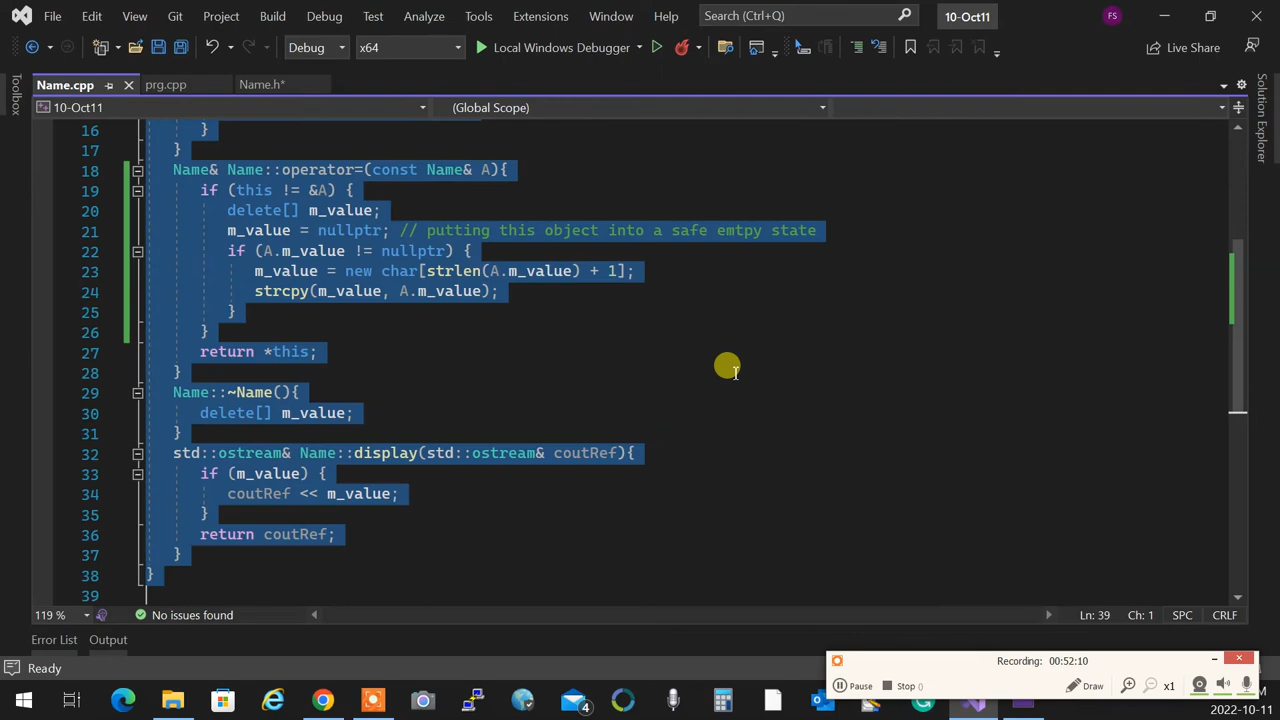 File Edit View Git Project Build Debug Test Analyze Tools Extensions Window Help Search (Ctrl+Q) 10-Oct11 FS
Debug x64 Local Windows Debugger Live Share
Name.cpp prg.cpp Name.h*
10-Oct11 (Global Scope)
Toolbox
Solution Explorer
16 }
17 }
18 Name& Name::operator=(const Name& A){
19 if (this != &A) {
20 delete[] m_value;
21 m_value = nullptr; // putting this object into a safe emtpy state
22 if (A.m_value != nullptr) {
23 m_value = new char[strlen(A.m_value) + 1];
24 strcpy(m_value, A.m_value);
25 }
26 }
27 return *this;
28 }
29 Name::~Name(){
30 delete[] m_value;
31 }
32 std::ostream& Name::display(std::ostream& coutRef){
33 if (m_value) {
34 coutRef << m_value;
35 }
36 return coutRef;
37 }
38 }
39
119 % No issues found Ln: 39 Ch: 1 SPC CRLF
Error List Output
Ready
Recording: 00:52:10
Pause Stop () Draw x1
4
M
2022-10-11